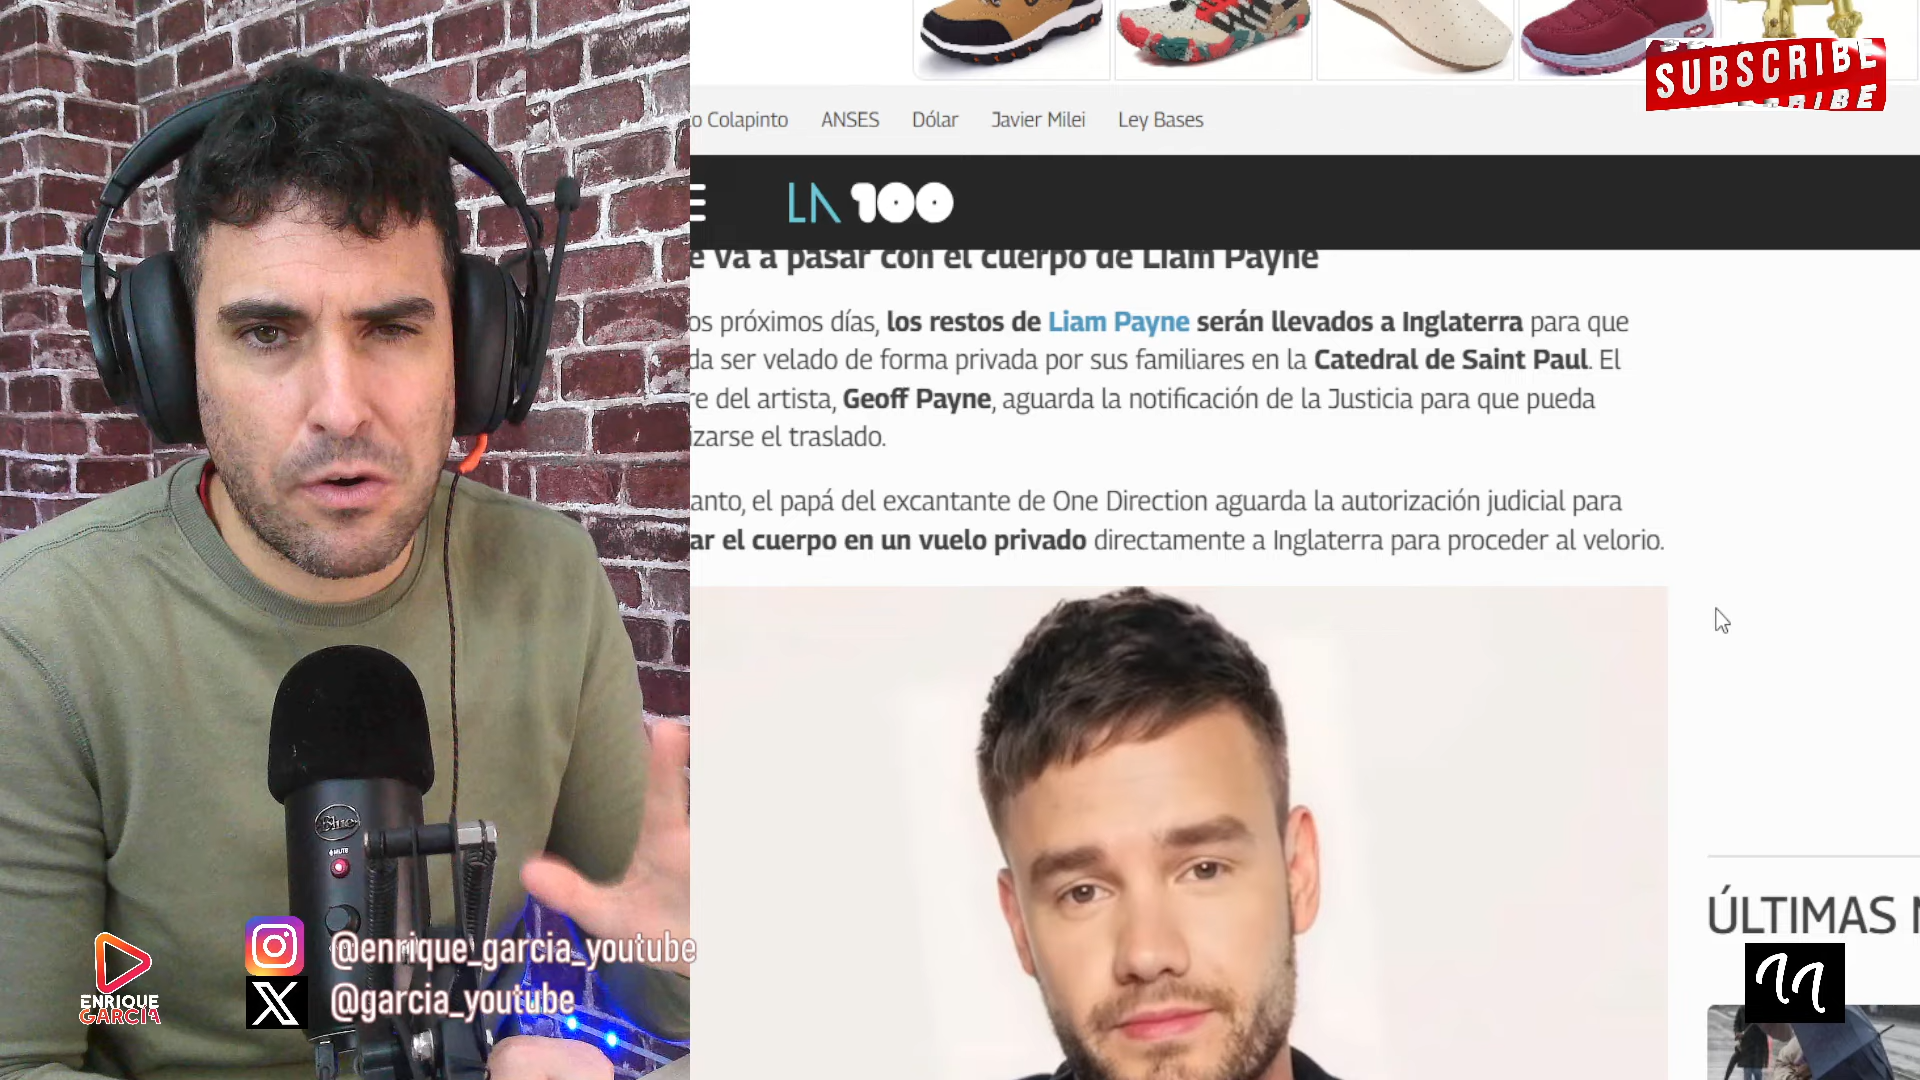 SUBSCRIBE
o Colapinto ANSES Dólar Javier Milei Ley Bases
LA 100
e va a pasar con el cuerpo de Liam Payne
os próximos días, los restos de Liam Payne serán llevados a Inglaterra para que
da ser velado de forma privada por sus familiares en la Catedral de Saint Paul. El
re del artista, Geoff Payne, aguarda la notificación de la Justicia para que pueda
izarse el traslado.
anto, el papá del excantante de One Direction aguarda la autorización judicial para
ar el cuerpo en un vuelo privado directamente a Inglaterra para proceder al velorio.
ÚLTIMAS
Blue
MUTE
ENRIQUE
GARCIA
@enrique_garcia_youtube
@garcia_youtube